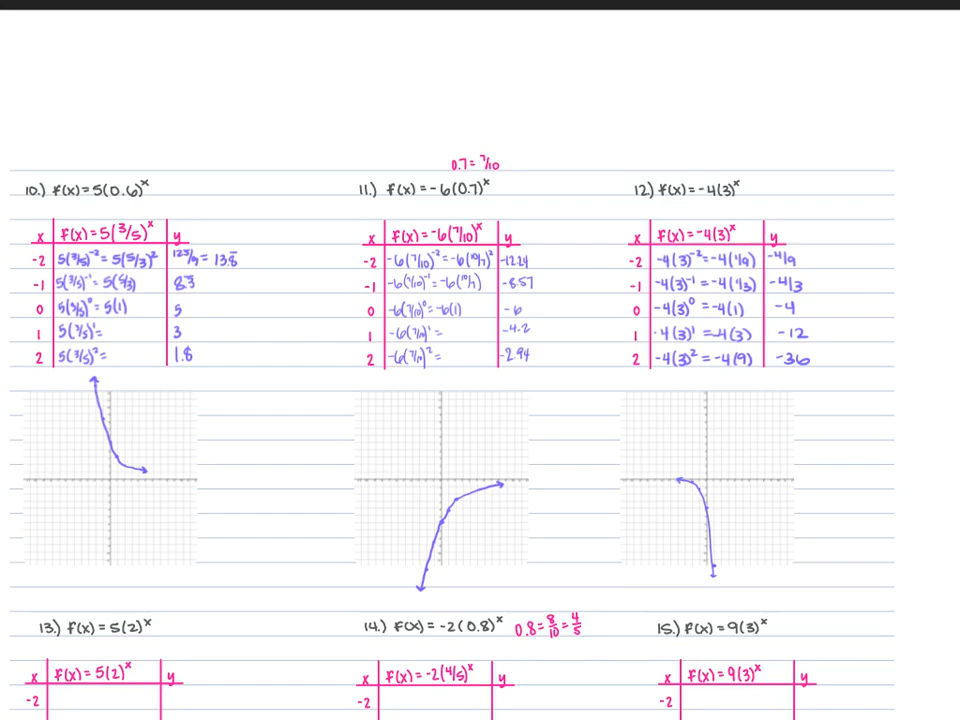 0.7 = 7/10
10.) f(x) = 5(0.6)^x
11.) f(x) = -6(0.7)^x
12) f(x) = -4(3)^x
x f(x) = 5(3/5)^x y
-2 5(3/5)^-2 = 5(5/3)^2 125/9 = 13.8̄
-1 5(3/5)^-1 = 5(5/3) 8.3̄
0 5(3/5)^0 = 5(1) 5
1 5(3/5)^1 = 3
2 5(3/5)^2 = 1.8
x f(x) = -6(7/10)^x y
-2 -6(7/10)^-2 = -6(10/7)^2 -12.24
-1 -6(7/10)^-1 = -6(10/7) -8.57
0 -6(7/10)^0 = -6(1) -6
1 -6(7/10)^1 = -4.2
2 -6(7/10)^2 = -2.94
x f(x) = -4(3)^x y
-2 -4(3)^-2 = -4(1/9) -4/9
-1 -4(3)^-1 = -4(1/3) -4/3
0 -4(3)^0 = -4(1) -4
1 -4(3)^1 = -4(3) -12
2 -4(3)^2 = -4(9) -36
13.) f(x) = 5(2)^x
14.) f(x) = -2(0.8)^x 0.8 = 8/10 = 4/5
15.) f(x) = 9(3)^x
x f(x) = 5(2)^x y
-2
x f(x) = -2(4/5)^x y
-2
x f(x) = 9(3)^x y
-2